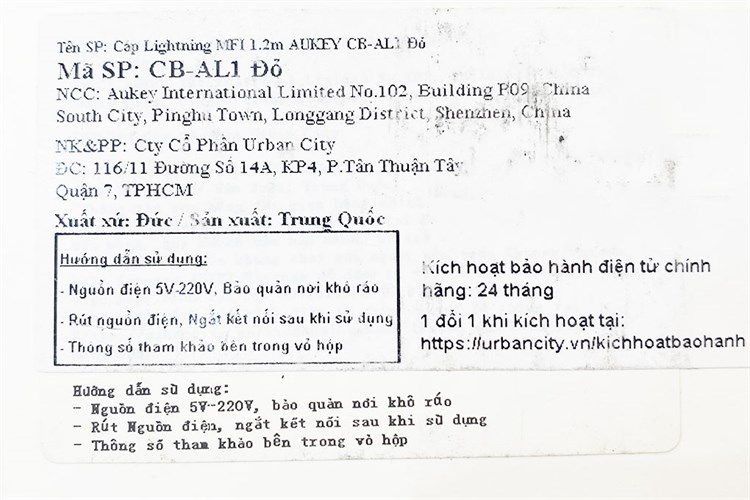 Tên SP: Cáp Lightning MFI 1.2m AUKEY CB-AL1 Đỏ
Mã SP: CB-AL1 Đỏ
NCC: Aukey International Limited No.102, Building P09, China
South City, Pinghu Town, Longgang District, Shenzhen, China
NK&PP: Cty Cổ Phần Urban City
ĐC: 116/11 Đường Số 14A, KP4, P.Tân Thuận Tây,
Quận 7, TPHCM
Xuất xứ: Đức / Sản xuất: Trung Quốc
Hướng dẫn sử dụng:
- Nguồn điện 5V-220V, Bảo quản nơi khô ráo
- Rút nguồn điện, Ngắt kết nối sau khi sử dụng
- Thông số tham khảo bên trong vỏ hộp
Kích hoạt bảo hành điện tử chính
hãng: 24 tháng
1 đổi 1 khi kích hoạt tại:
https://urbancity.vn/kichhoatbaohanh
Hướng dẫn sử dụng:
- Nguồn điện 5V-220V, bảo quản nơi khô ráo
- Rút Nguồn điện, ngắt kết nối sau khi sử dụng
- Thông số tham khảo bên trong vỏ hộp